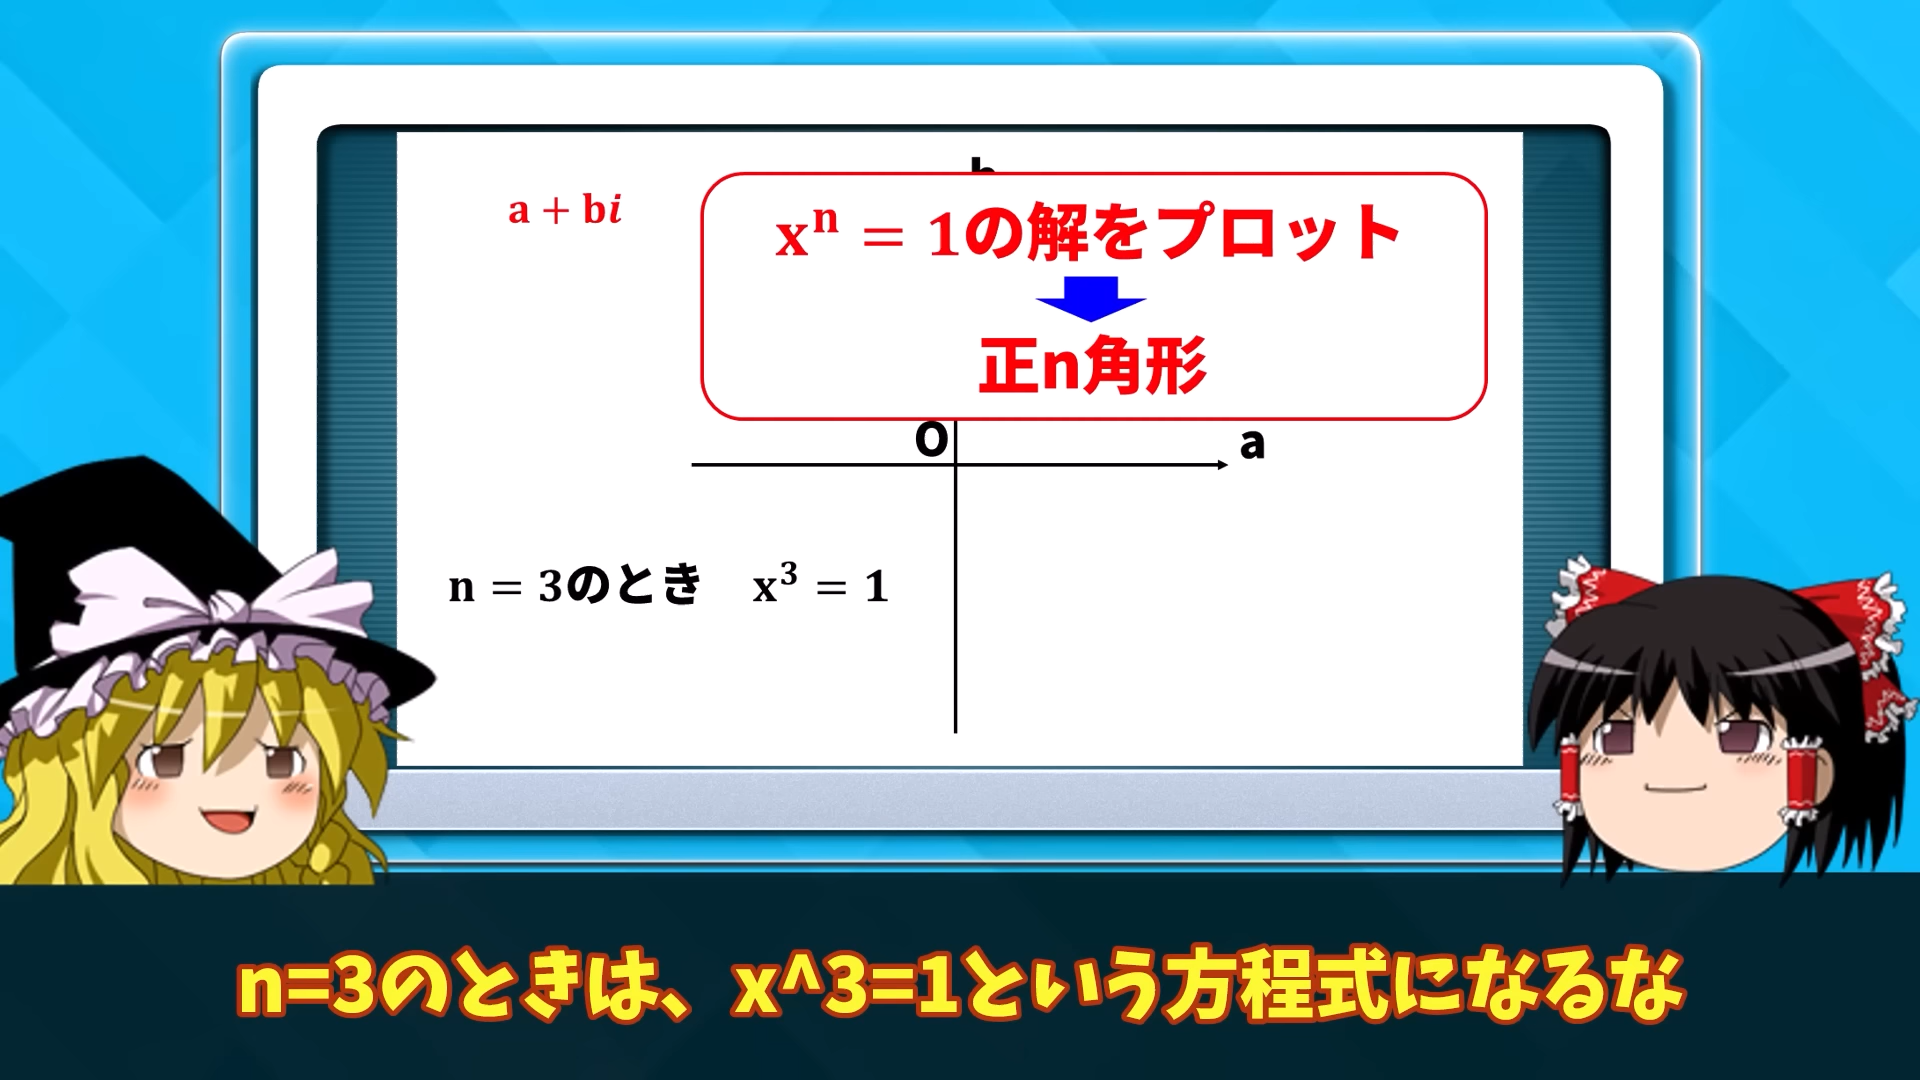 a + bi
xⁿ = 1の解をプロット
正n角形
O
a
n = 3のとき x³ = 1
n=3のときは、x^3=1という方程式になるな